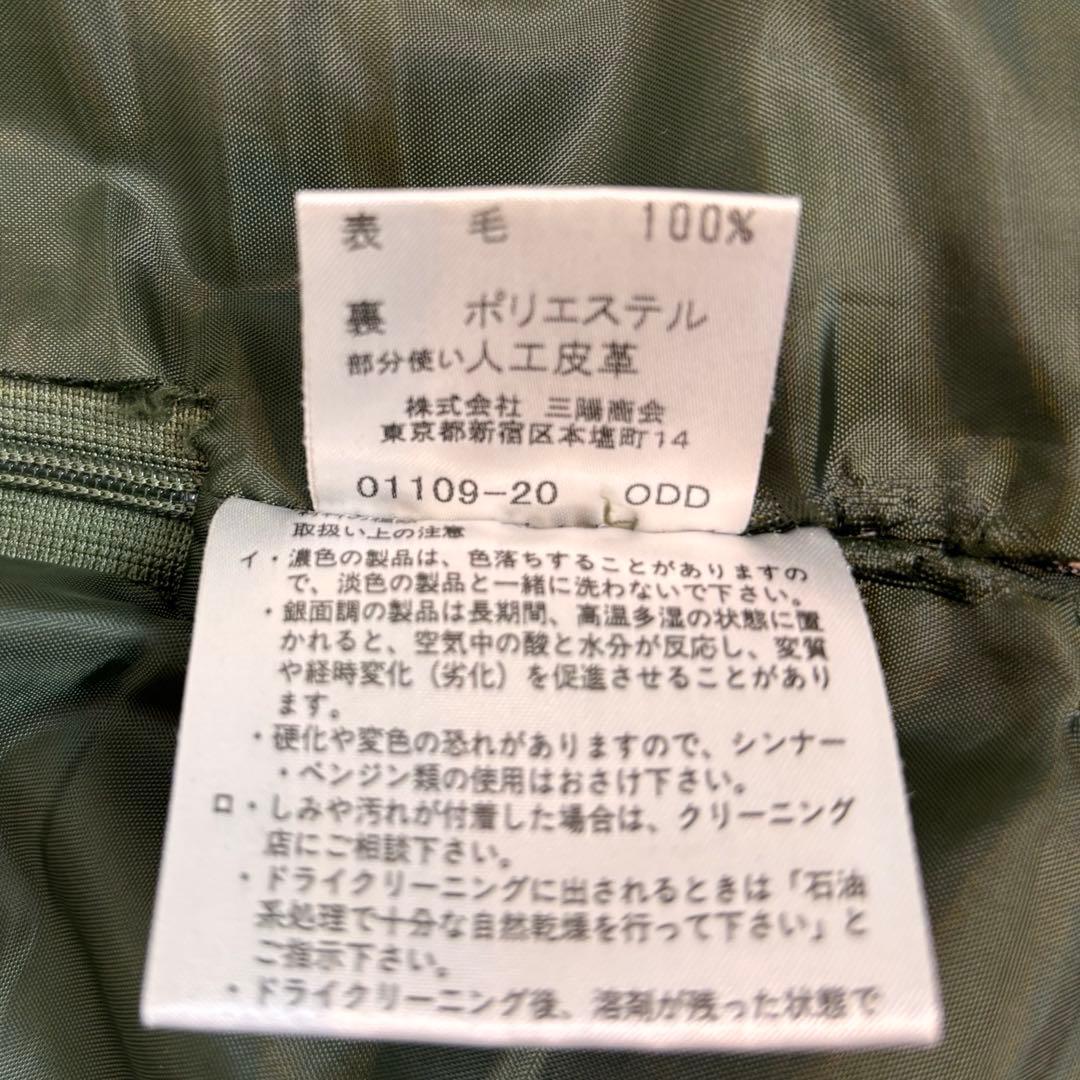 表 毛 100%
裏 ポリエステル
部分使い 人工皮革
株式会社 三陽商会
東京都新宿区本塩町14
01109-20 ODD
取扱い上の注意
イ・濃色の製品は、色落ちすることがありますの
で、淡色の製品と一緒に洗わないで下さい。
・銀面調の製品は長期間、高温多湿の状態に置
かれると、空気中の酸と水分が反応し、変質
や経時変化（劣化）を促進させることがあり
ます。
・硬化や変色の恐れがありますので、シンナー
・ベンジン類の使用はおさけ下さい。
ロ・しみや汚れが付着した場合は、クリーニング
店にご相談下さい。
・ドライクリーニングに出されるときは「石油
系処理で十分な自然乾燥を行って下さい」と
ご指示下さい。
・ドライクリーニング後、溶剤が残った状態で